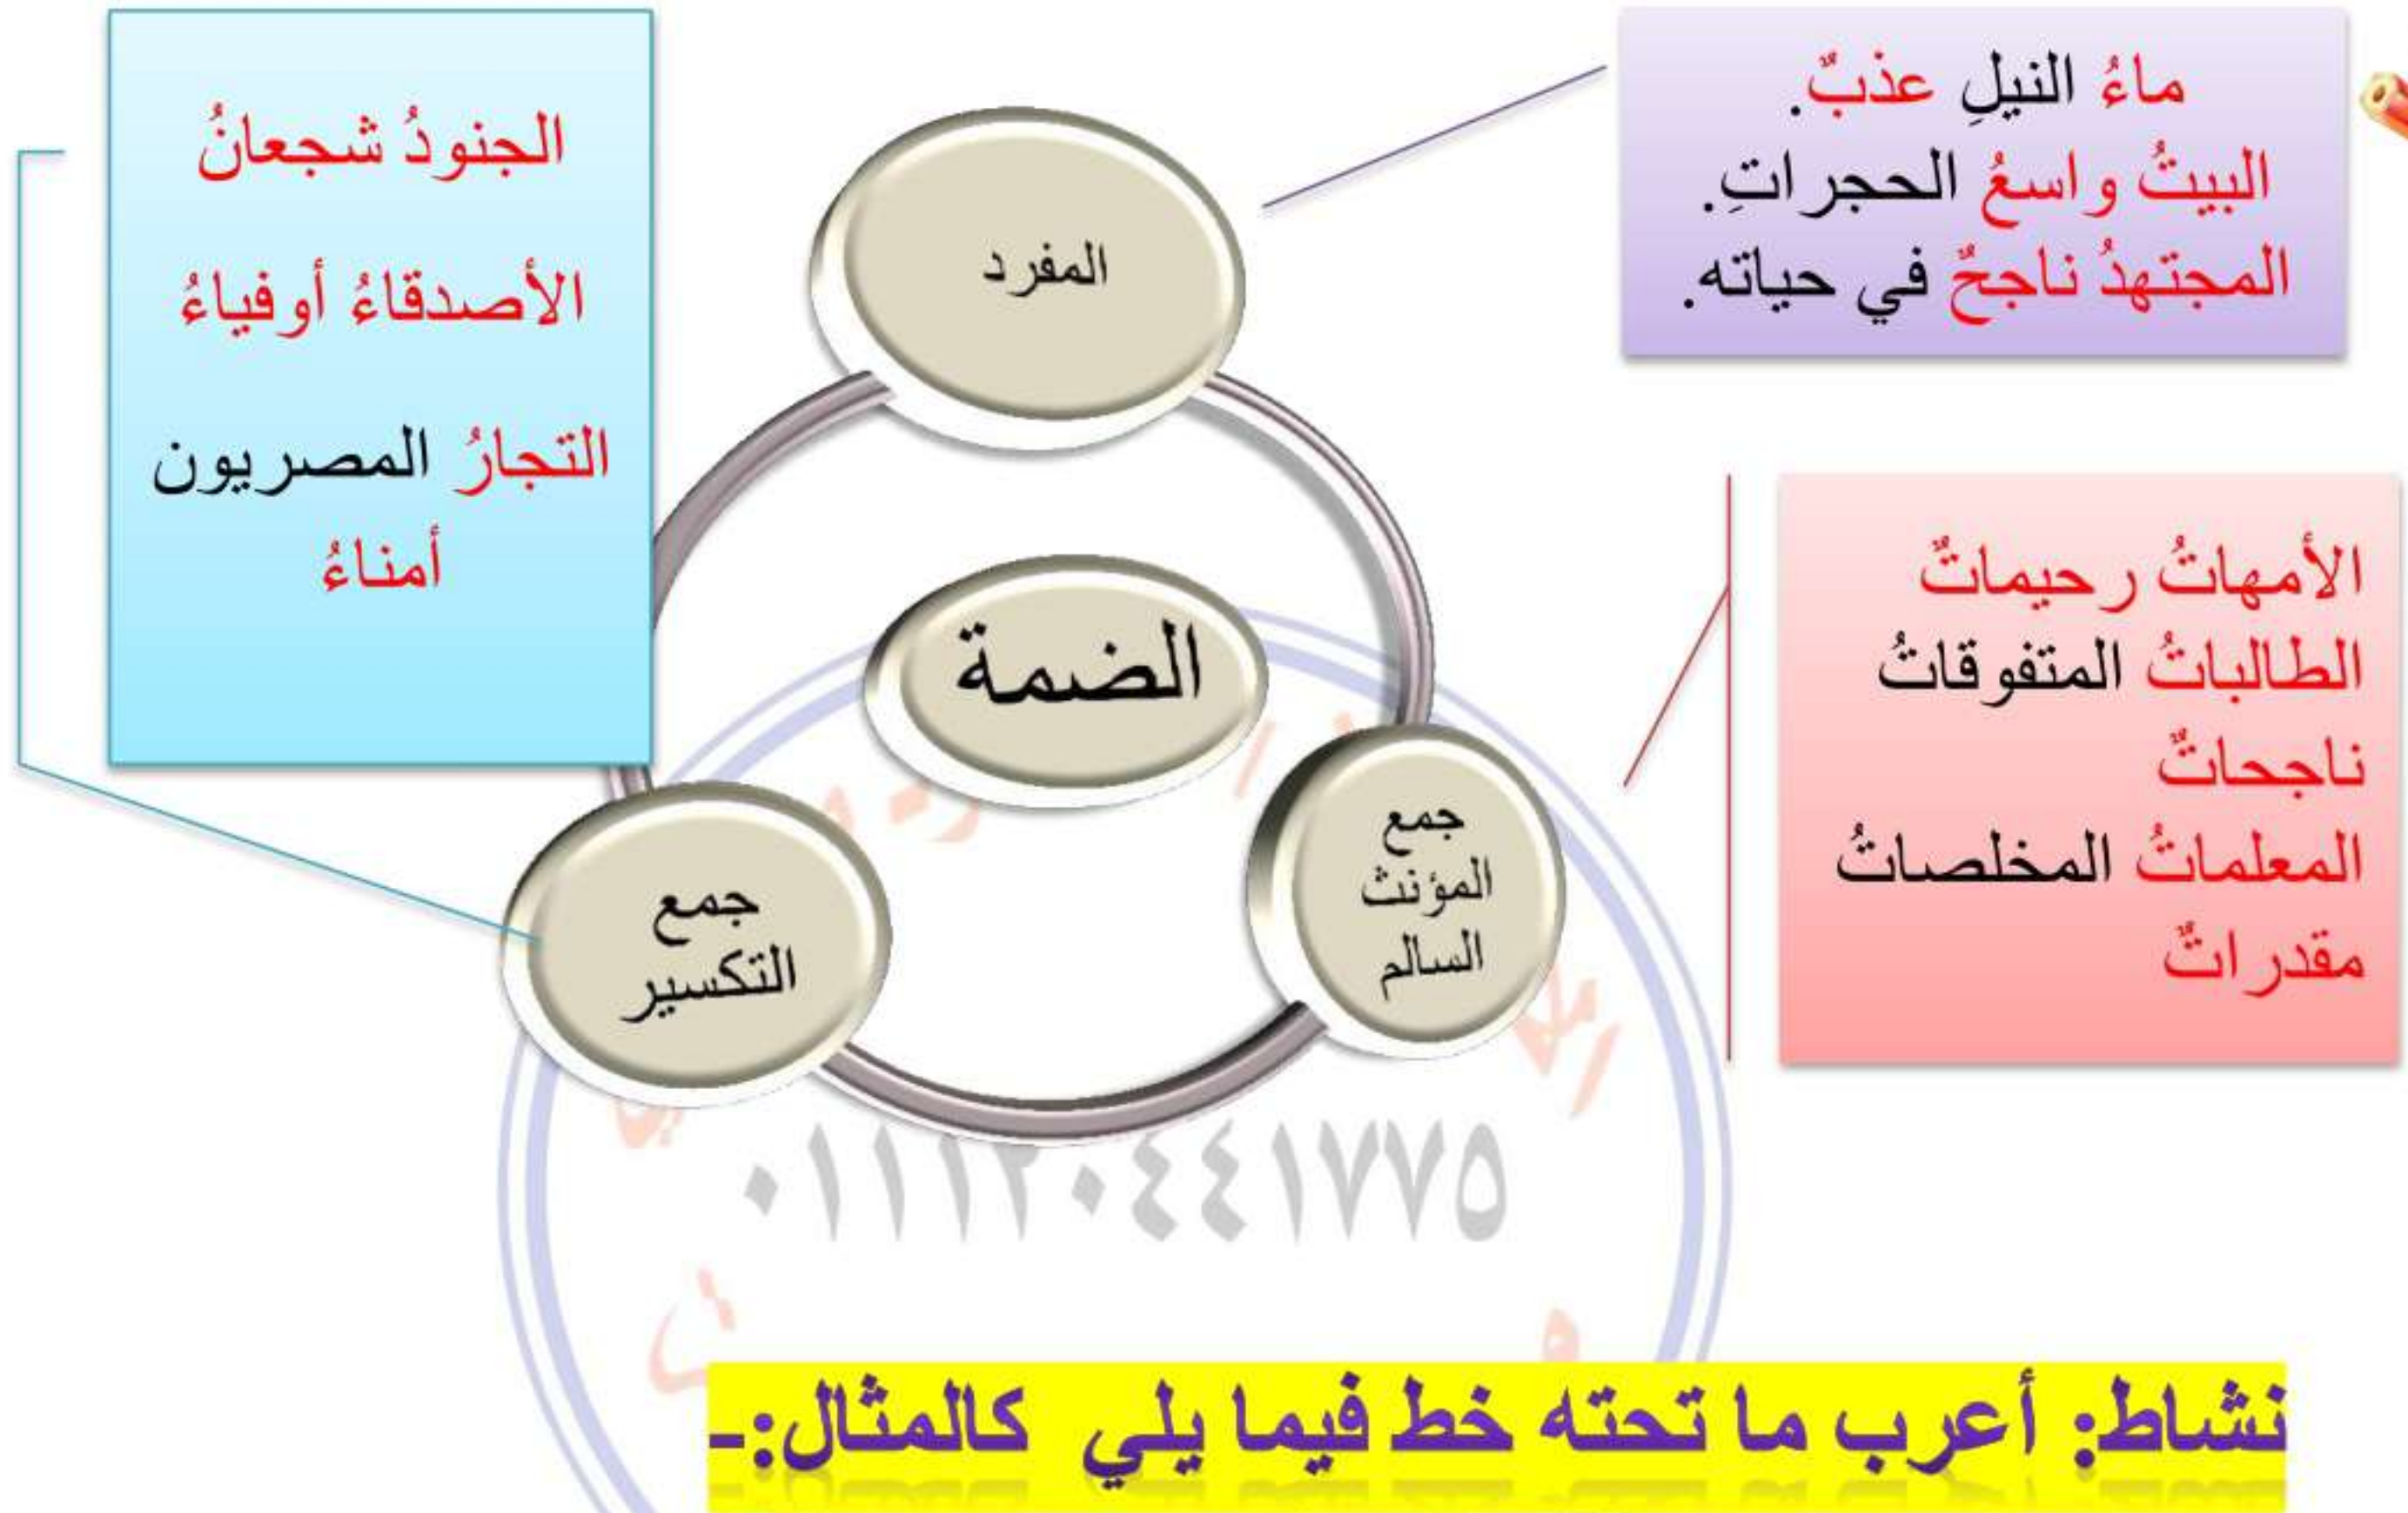 ماءُ النيلِ عذبٌ.
البيتُ واسعُ الحجراتِ.
المجتهدُ ناجحٌ في حياته.
الجنودُ شجعانُ
الأصدقاءُ أوفياءُ
التجارُ المصريون
أمناءُ
المفرد
الضمة
الأمهاتُ رحيماتٌ
الطالباتُ المتفوقاتُ
ناجحاتٌ
المعلماتُ المخلصاتُ
مقدراتٌ
جمع
المؤنث
السالم
جمع
التكسير
٠١١١٢٠٤٤١٧٧٥
نشاط: أعرب ما تحته خط فيما يلي كالمثال:-